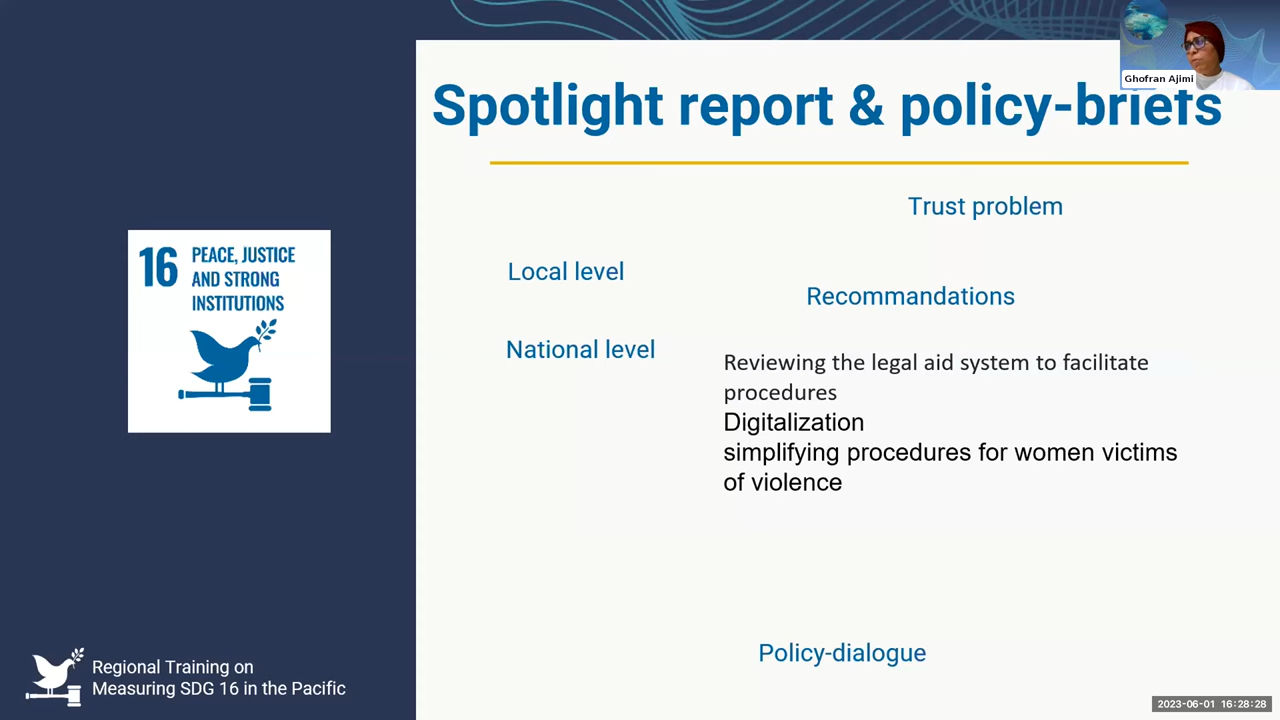 Ghofran Ajimi
Spotlight report & policy-briefs
Trust problem
Local level
Recommandations
National level
Reviewing the legal aid system to facilitate
procedures
Digitalization
simplifying procedures for women victims
of violence
Policy-dialogue
16 PEACE, JUSTICE
AND STRONG
INSTITUTIONS
Regional Training on
Measuring SDG 16 in the Pacific
2023-06-01 16:28:28